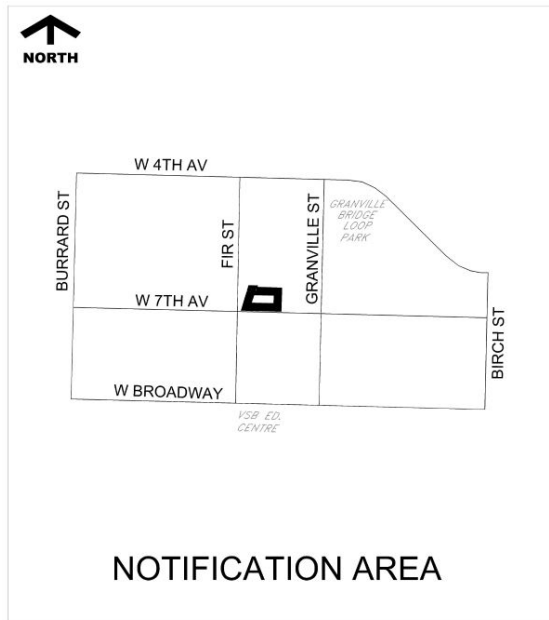 NORTH
W 4TH AV
BURRARD ST
FIR ST
GRANVILLE ST
GRANVILLE
BRIDGE
LOOP
PARK
W 7TH AV
BIRCH ST
W BROADWAY
VSB ED.
CENTRE
NOTIFICATION AREA